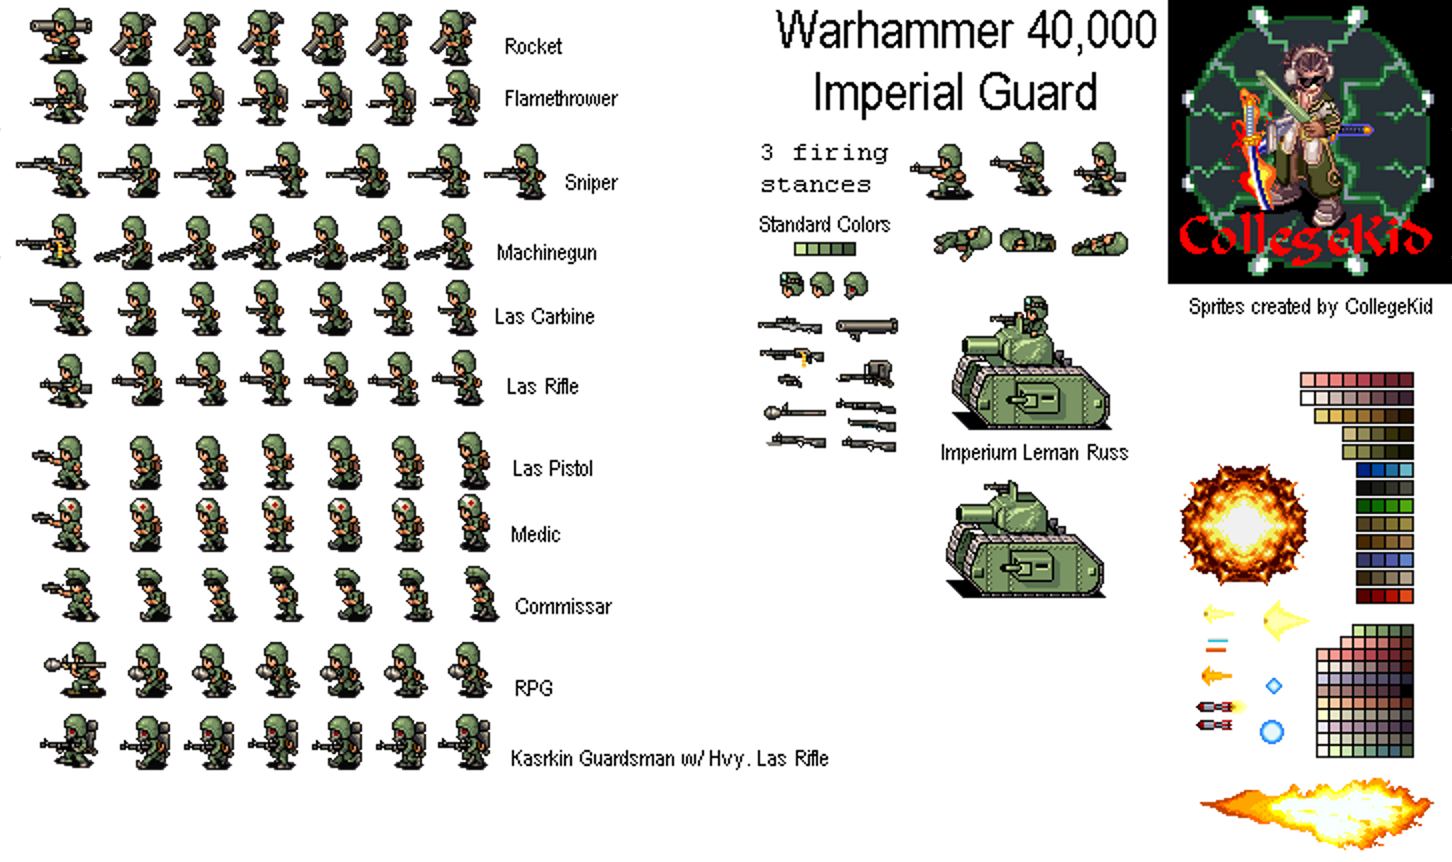 Warhammer 40,000
Imperial Guard
Rocket
Flamethrower
Sniper
Machinegun
Las Carbine
Las Rifle
Las Pistol
Medic
Commissar
RPG
Kasrkin Guardsman w/ Hvy. Las Rifle
3 firing
stances
Standard Colors
Imperium Leman Russ
CollegeKid
Sprites created by CollegeKid